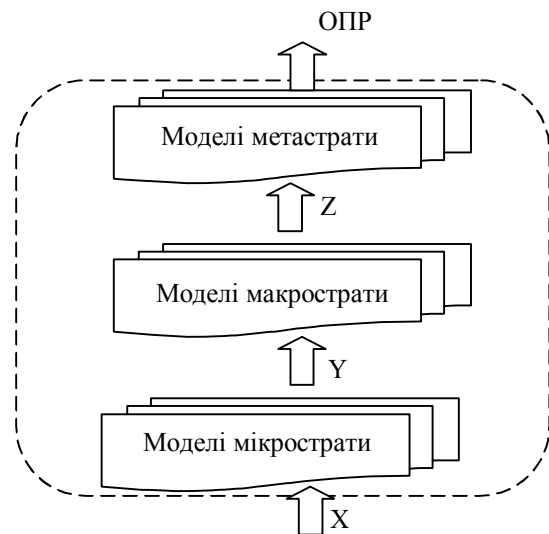 ОПР
Моделі метастрати
Z
Моделі макрострати
Y
Моделі мікрострати
X